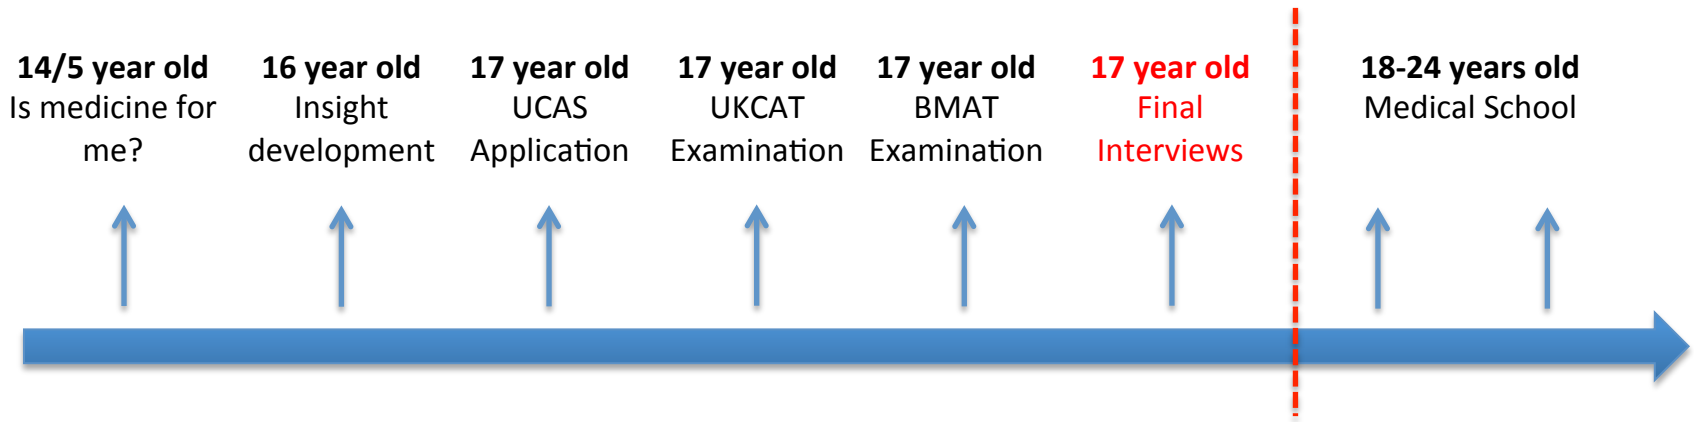 14/5 year old
Is medicine for
me?
16 year old
Insight
development
17 year old
UCAS
Application
17 year old
UKCAT
Examination
17 year old
BMAT
Examination
17 year old
Final
Interviews
18-24 years old
Medical School